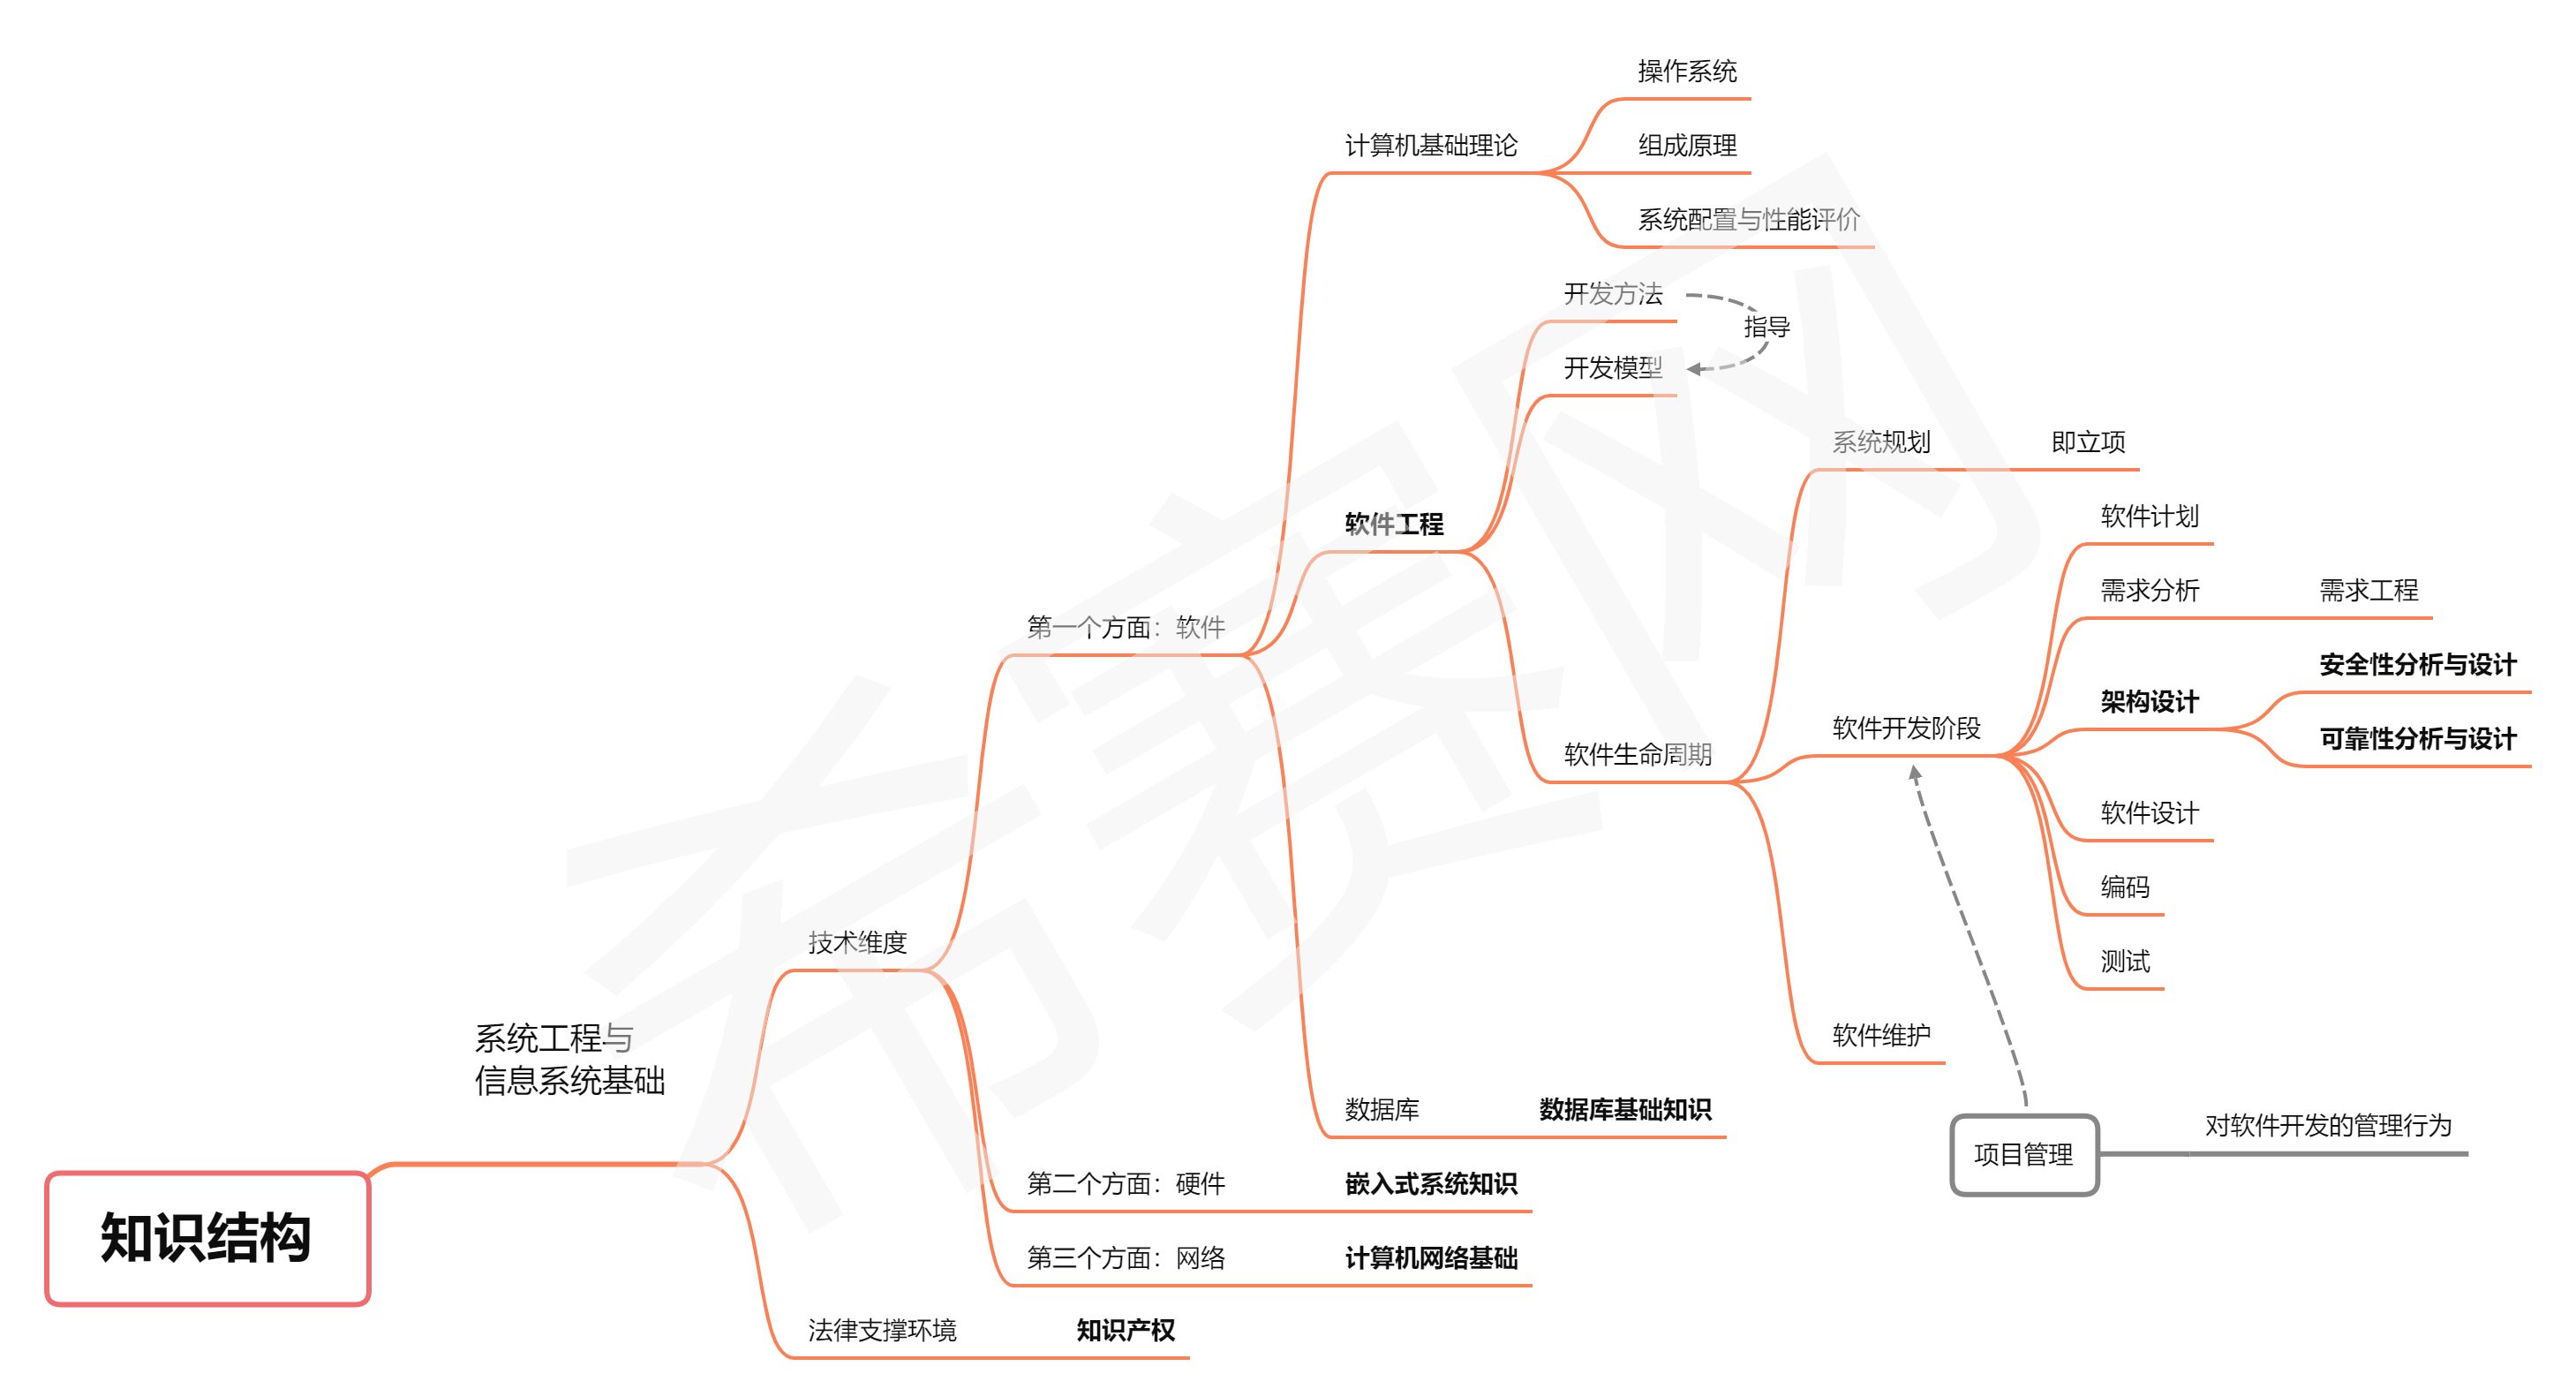 操作系统
计算机基础理论
组成原理
系统配置与性能评价
开发方法
指导
开发模型
系统规划
即立项
软件计划
软件工程
需求分析
需求工程
第一个方面：软件
安全性分析与设计
架构设计
软件开发阶段
可靠性分析与设计
软件生命周期
软件设计
编码
技术维度
测试
系统工程与
信息系统基础
软件维护
数据库
数据库基础知识
对软件开发的管理行为
项目管理
第二个方面：硬件
嵌入式系统知识
知识结构
第三个方面：网络
计算机网络基础
法律支撑环境
知识产权
希赛网